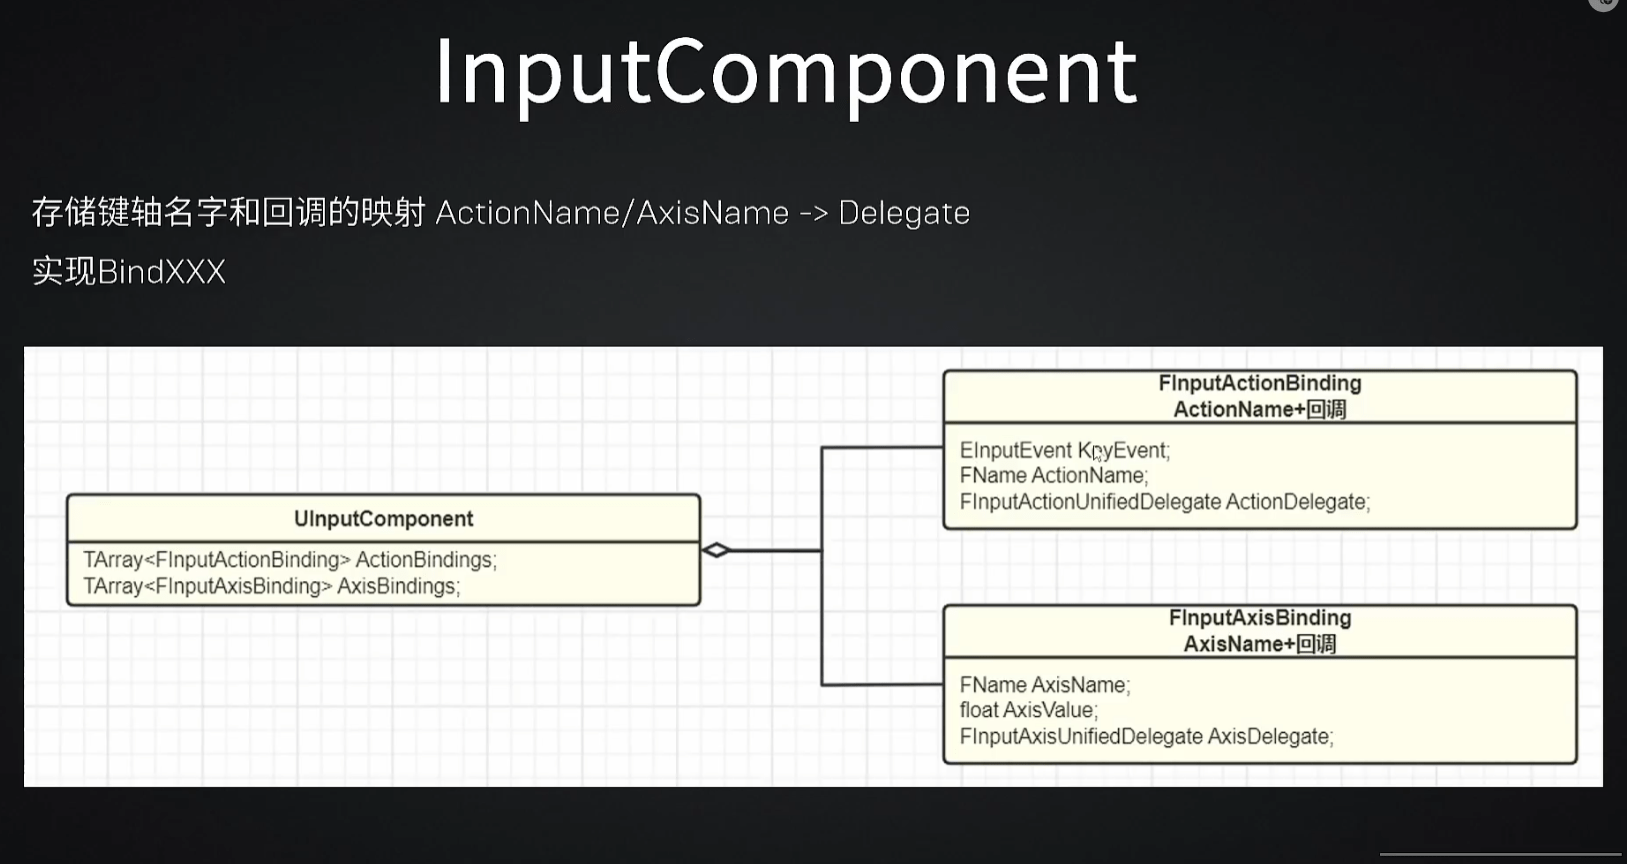 InputComponent
存储键轴名字和回调的映射 ActionName/AxisName -> Delegate
实现BindXXX
UInputComponent
TArray<FInputActionBinding> ActionBindings;
TArray<FInputAxisBinding> AxisBindings;
FInputActionBinding
ActionName+回调
EInputEvent KeyEvent;
FName ActionName;
FInputActionUnifiedDelegate ActionDelegate;
FInputAxisBinding
AxisName+回调
FName AxisName;
float AxisValue;
FInputAxisUnifiedDelegate AxisDelegate;